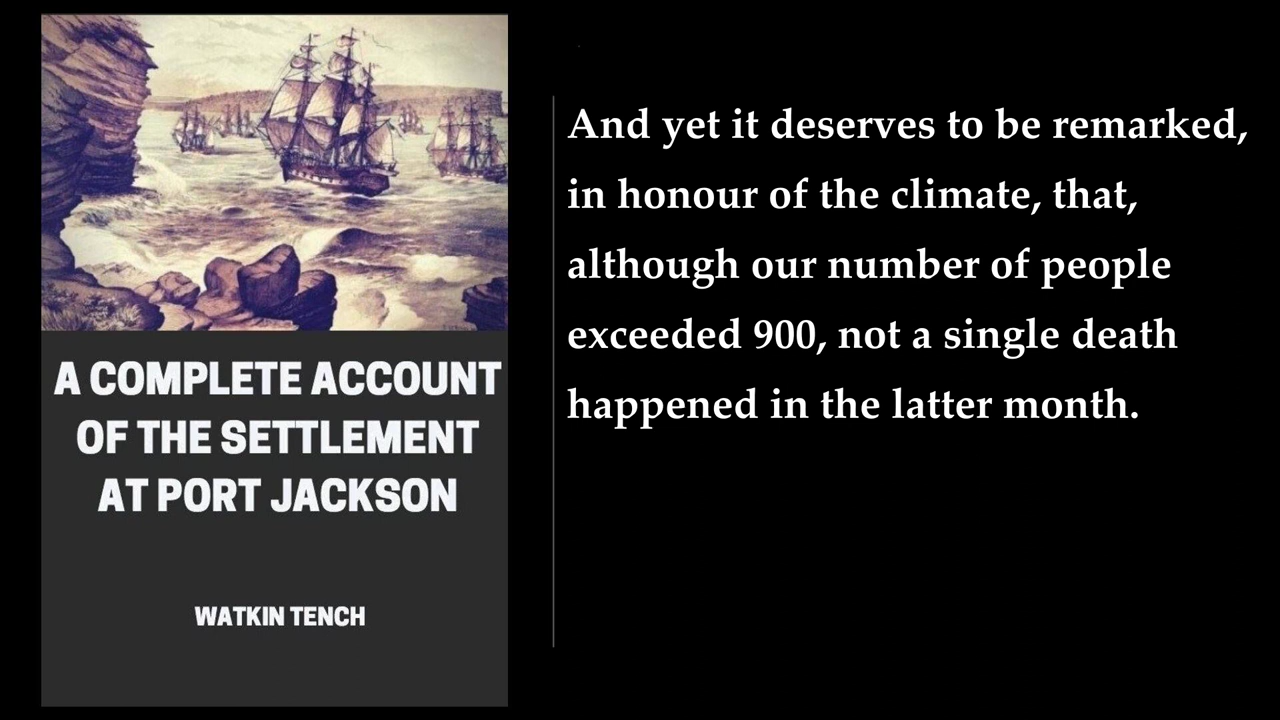 A COMPLETE ACCOUNT
OF THE SETTLEMENT
AT PORT JACKSON
WATKIN TENCH
And yet it deserves to be remarked,
in honour of the climate, that,
although our number of people
exceeded 900, not a single death
happened in the latter month.